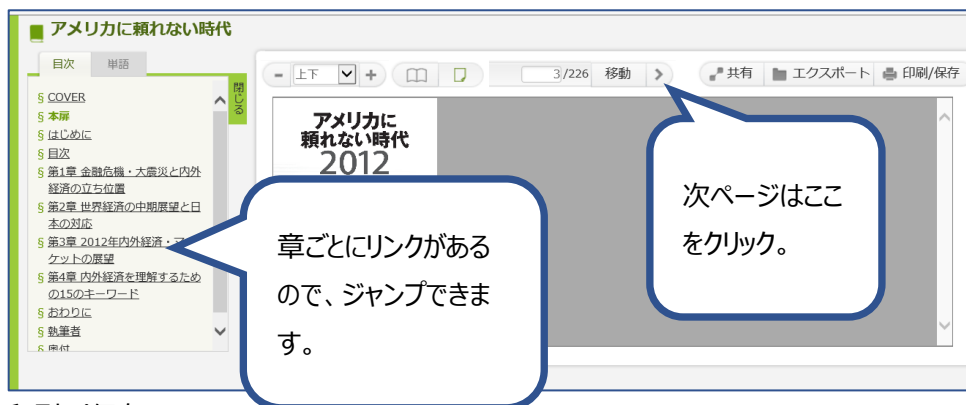 アメリカに頼れない時代
目次 単語
閉じる
§ COVER
§ 本扉
§ はじめに
§ 目次
§ 第1章 金融危機・大震災と内外
経済の立ち位置
§ 第2章 世界経済の中期展望と日
本の対応
§ 第3章 2012年内外経済・マ
ケットの展望
§ 第4章 内外経済を理解するため
の15のキーワード
§ おわりに
§ 執筆者
§ 奥付
- 上下 + 3/226 移動 共有 エクスポート 印刷/保存
アメリカに
頼れない時代
2012
章ごとにリンクがある
ので、ジャンプできま
す。
次ページはここ
をクリック。